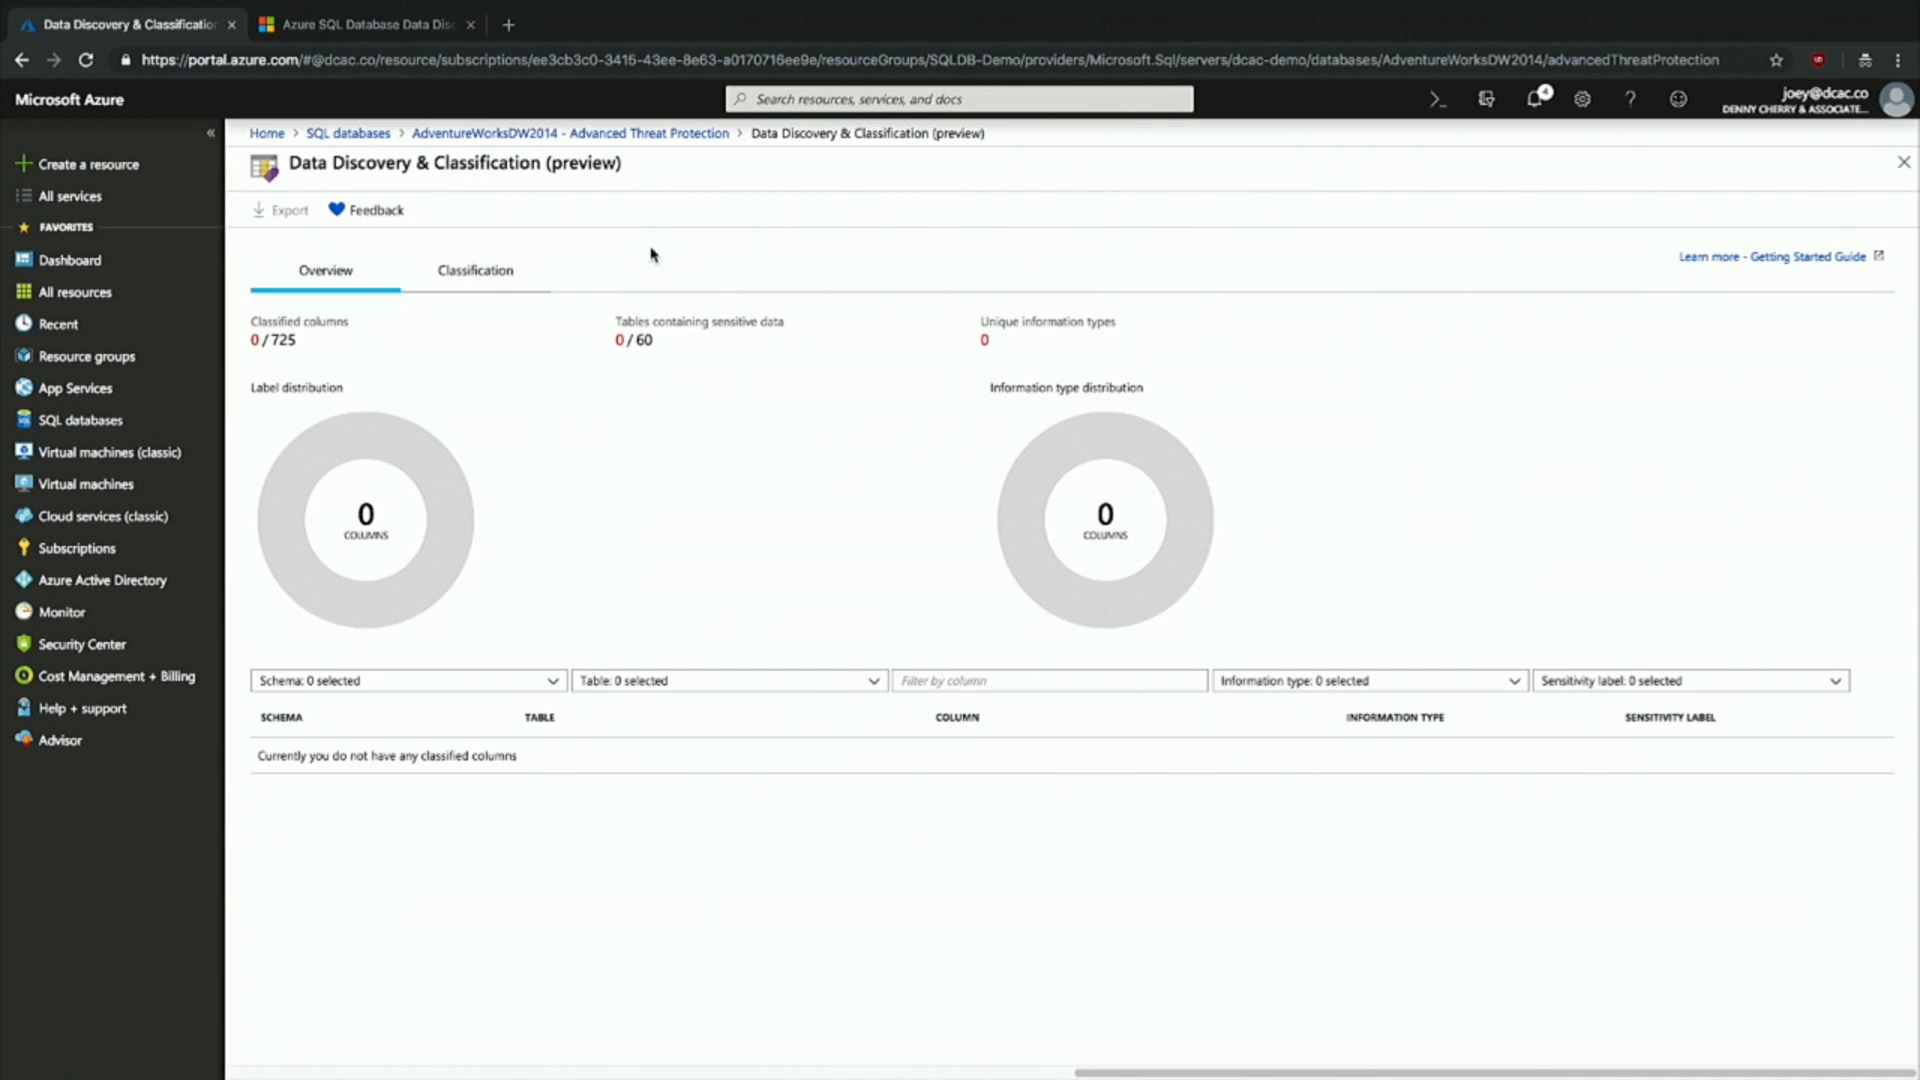 Data Discovery & Classification
Azure SQL Database Data Disc
https://portal.azure.com/#@dcac.co/resource/subscriptions/ee3cb3c0-3415-43ee-8e63-a0170716ee9e/resourceGroups/SQLDB-Demo/providers/Microsoft.Sql/servers/dcac-demo/databases/AdventureWorksDW2014/advancedThreatProtection
Microsoft Azure
Search resources, services, and docs
4
joey@dcac.co
DENNY CHERRY & ASSOCIATE...
Home > SQL databases > AdventureWorksDW2014 - Advanced Threat Protection > Data Discovery & Classification (preview)
Data Discovery & Classification (preview)
Export
Feedback
Create a resource
All services
FAVORITES
Dashboard
All resources
Recent
Resource groups
App Services
SQL databases
Virtual machines (classic)
Virtual machines
Cloud services (classic)
Subscriptions
Azure Active Directory
Monitor
Security Center
Cost Management + Billing
Help + support
Advisor
Overview
Classification
Learn more - Getting Started Guide
Classified columns
0 / 725
Tables containing sensitive data
0 / 60
Unique information types
0
Label distribution
0
COLUMNS
Information type distribution
0
COLUMNS
Schema: 0 selected
Table: 0 selected
Filter by column
Information type: 0 selected
Sensitivity label: 0 selected
SCHEMA
TABLE
COLUMN
INFORMATION TYPE
SENSITIVITY LABEL
Currently you do not have any classified columns